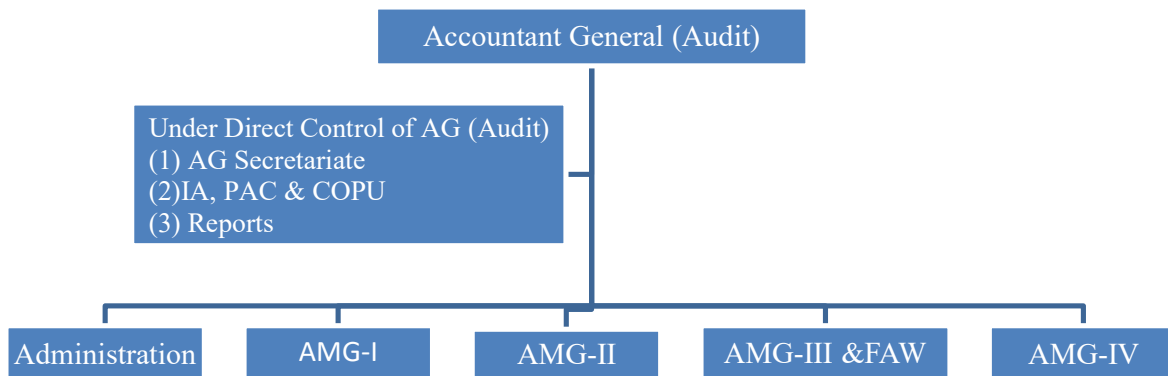 Accountant General (Audit)
Under Direct Control of AG (Audit)
(1) AG Secretariate
(2)IA, PAC & COPU
(3) Reports
Administration
AMG-I
AMG-II
AMG-III &FAW
AMG-IV